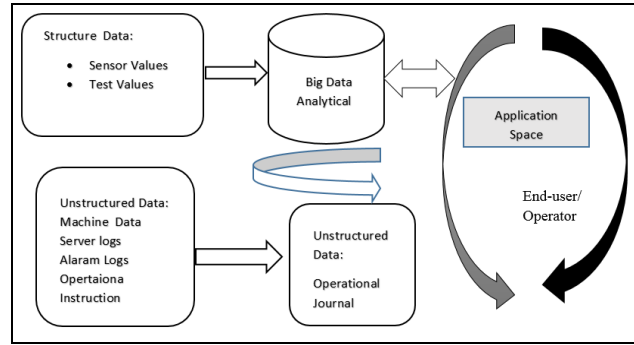 Structure Data:
Sensor Values
Test Values
Big Data
Analytical
Application
Space
End-user/
Operator
Unstructured Data:
Machine Data
Server logs
Alaram Logs
Opertaiona
Instruction
Unstructured
Data:
Operational
Journal